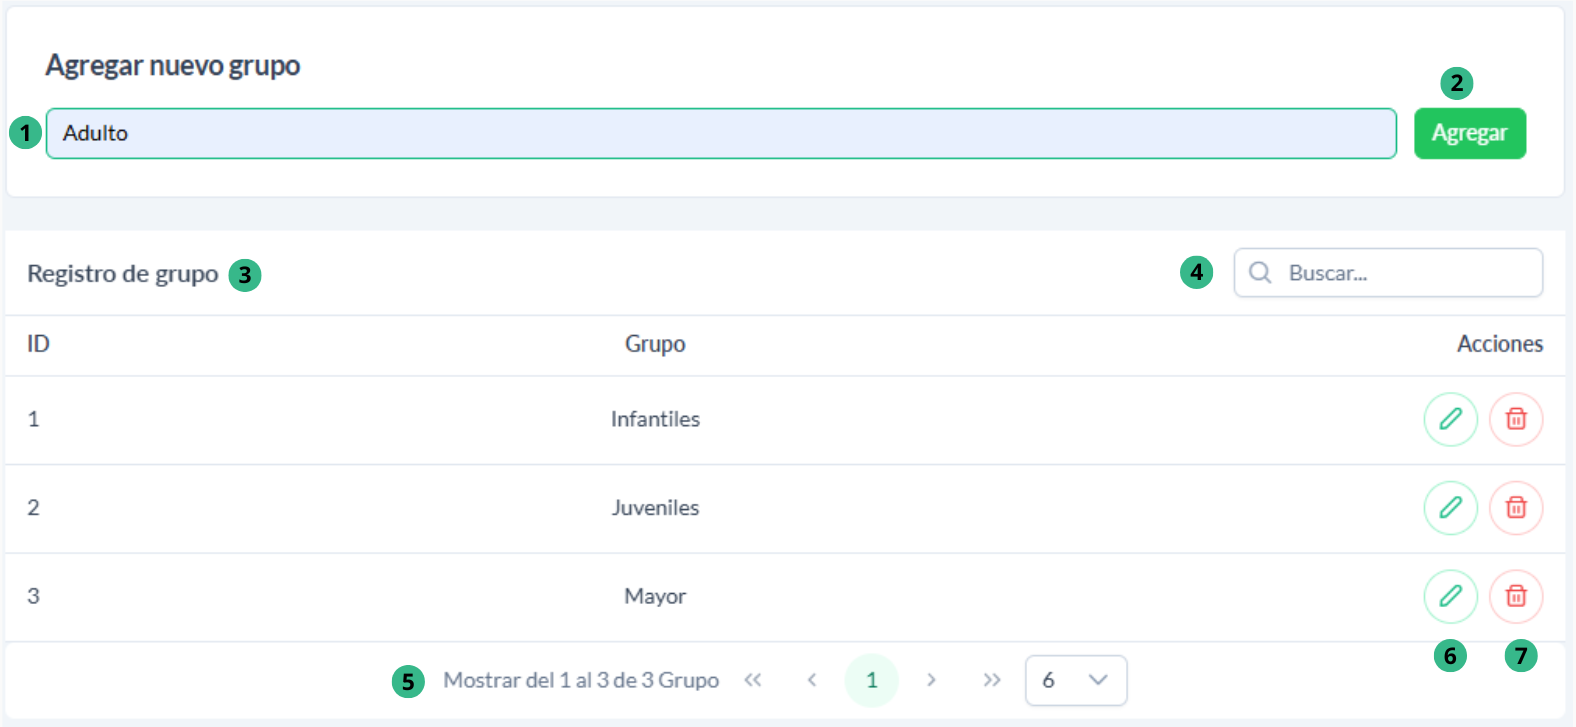 Agregar nuevo grupo
2
1 Adulto Agregar
Registro de grupo 3 4 Buscar...
ID Grupo Acciones
1 Infantiles
2 Juveniles
3 Mayor
6 7
5 Mostrar del 1 al 3 de 3 Grupo << < 1 > >> 6